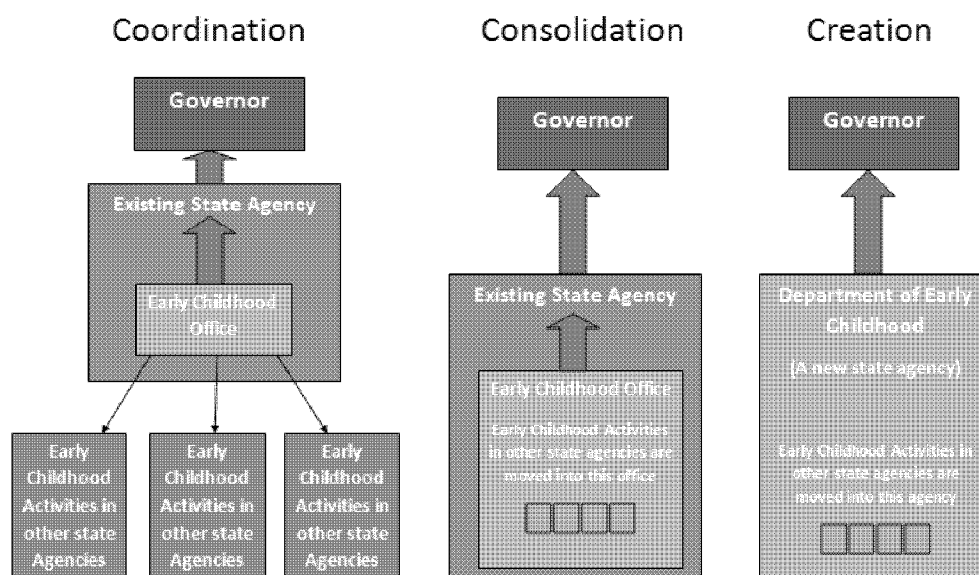 Coordination
Governor
Existing State Agency
Early Childhood
Office
Early
Childhood
Activities in
other state
Agencies
Early
Childhood
Activities in
other state
Agencies
Early
Childhood
Activities in
other state
Agencies
Consolidation
Governor
Existing State Agency
Early Childhood Office
Early Childhood Activities
in other state agencies are
moved into this office
Creation
Governor
Department of Early
Childhood
(A new state agency)
Early Childhood Activities in
other state agencies are
moved into this agency